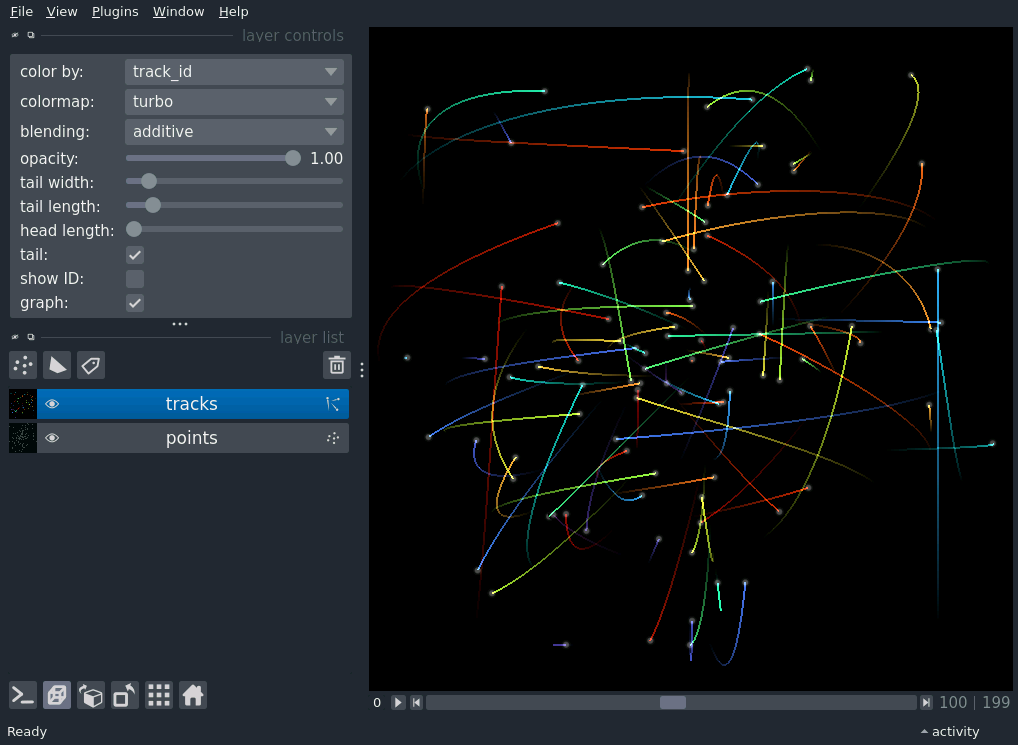 File View Plugins Window Help
layer controls
color by: track_id
colormap: turbo
blending: additive
opacity: 1.00
tail width:
tail length:
head length:
tail:
show ID:
graph:
layer list
tracks
points
0 100 | 199
Ready activity